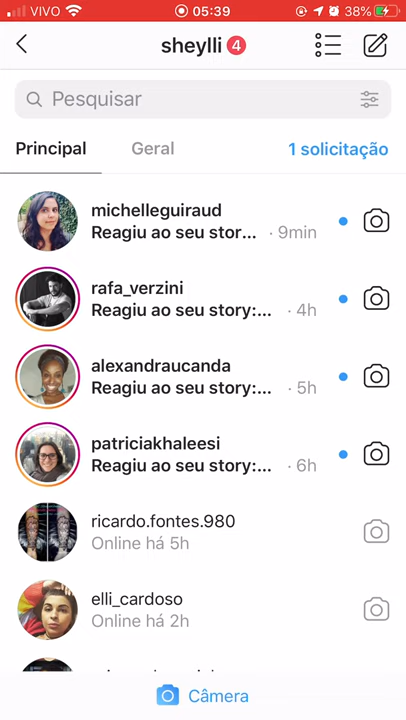 VIVO 05:39 38%
sheylli 4
Pesquisar
Principal Geral 1 solicitação
michelleguiraud
Reagiu ao seu stor... · 9min
rafa_verzini
Reagiu ao seu story:... · 4h
alexandraucanda
Reagiu ao seu story:... · 5h
patriciakhaleesi
Reagiu ao seu story:... · 6h
ricardo.fontes.980
Online há 5h
elli_cardoso
Online há 2h
Câmera